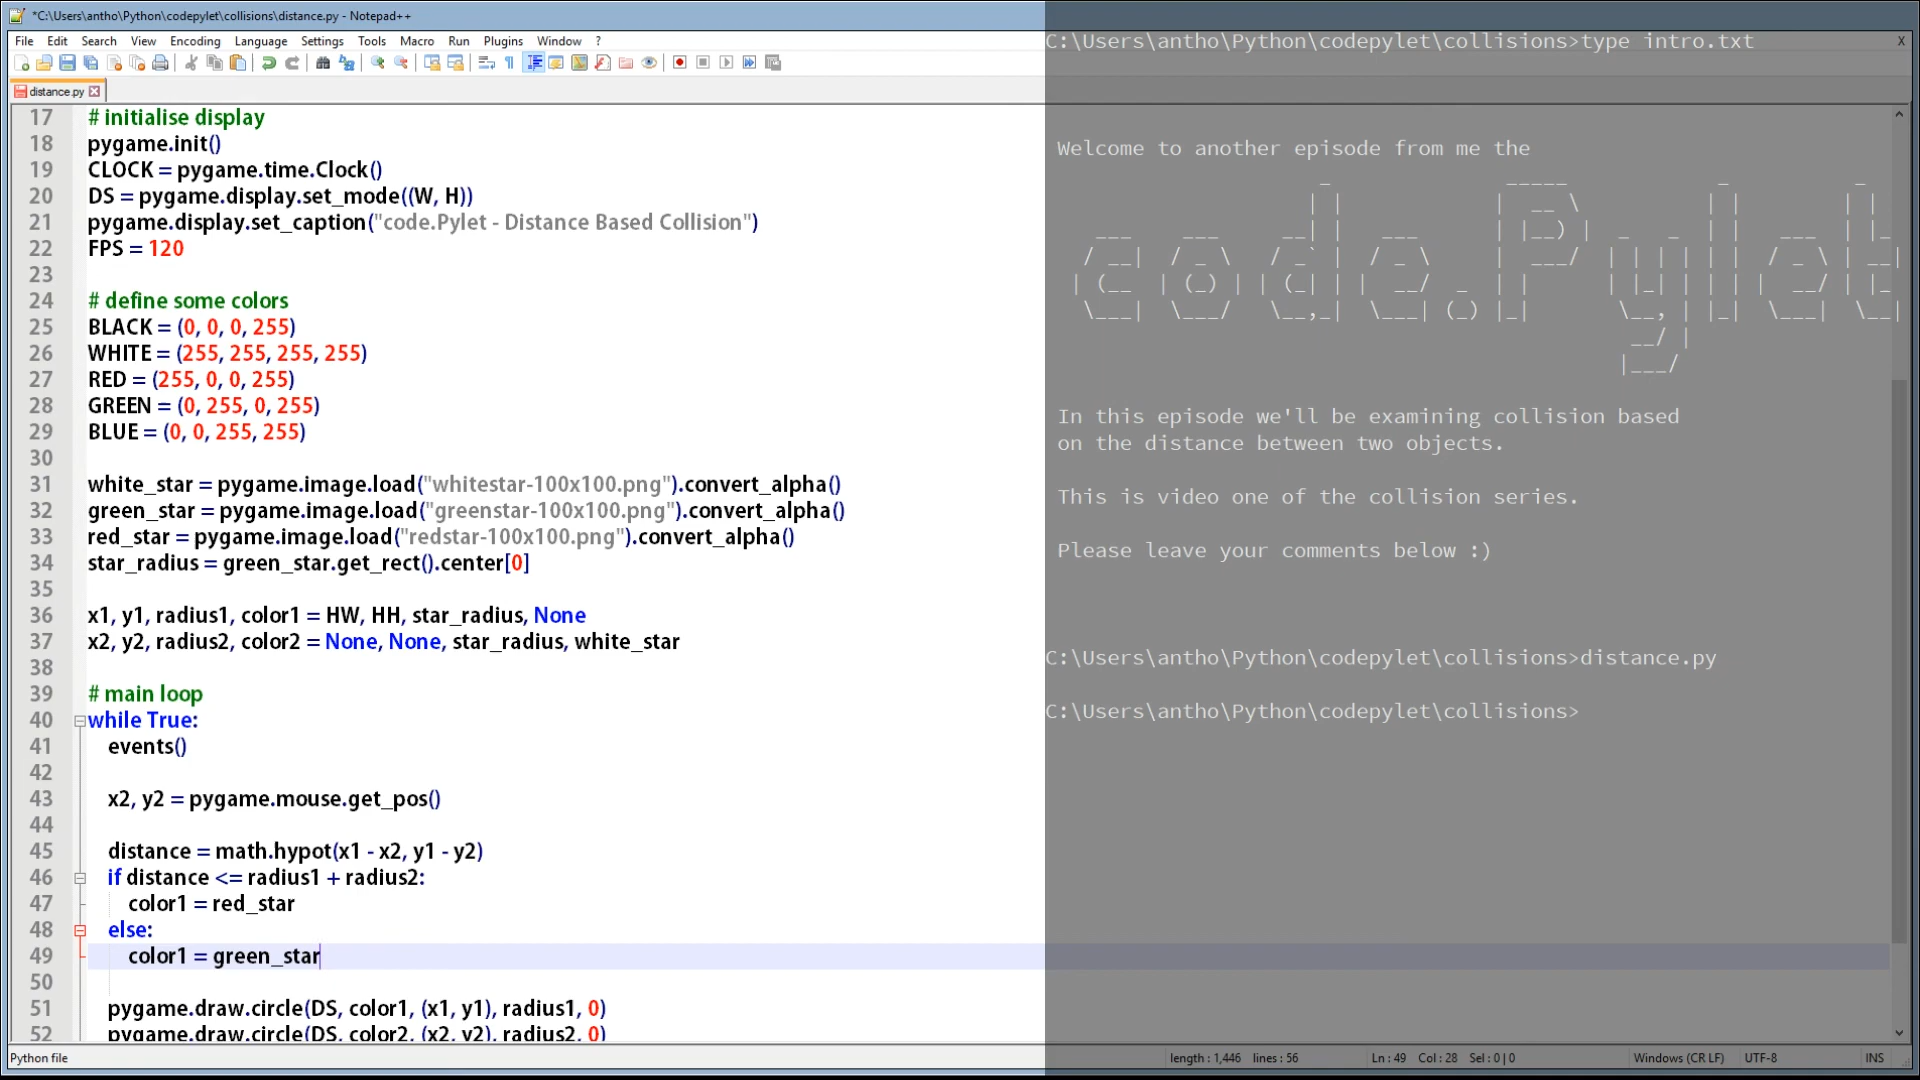 *C:\Users\antho\Python\codepylet\collisions\distance.py - Notepad++
File Edit Search View Encoding Language Settings Tools Macro Run Plugins Window ?
X
distance.py
17 # initialise display
18 pygame.init()
19 CLOCK = pygame.time.Clock()
20 DS = pygame.display.set_mode((W, H))
21 pygame.display.set_caption("code.Pylet - Distance Based Collision")
22 FPS = 120
23
24 # define some colors
25 BLACK = (0, 0, 0, 255)
26 WHITE = (255, 255, 255, 255)
27 RED = (255, 0, 0, 255)
28 GREEN = (0, 255, 0, 255)
29 BLUE = (0, 0, 255, 255)
30
31 white_star = pygame.image.load("whitestar-100x100.png").convert_alpha()
32 green_star = pygame.image.load("greenstar-100x100.png").convert_alpha()
33 red_star = pygame.image.load("redstar-100x100.png").convert_alpha()
34 star_radius = green_star.get_rect().center[0]
35
36 x1, y1, radius1, color1 = HW, HH, star_radius, None
37 x2, y2, radius2, color2 = None, None, star_radius, white_star
38
39 # main loop
40 while True:
41 events()
42
43 x2, y2 = pygame.mouse.get_pos()
44
45 distance = math.hypot(x1 - x2, y1 - y2)
46 if distance <= radius1 + radius2:
47 color1 = red_star
48 else:
49 color1 = green_star
50
51 pygame.draw.circle(DS, color1, (x1, y1), radius1, 0)
52 pygame.draw.circle(DS, color2, (x2, y2), radius2, 0)
C:\Users\antho\Python\codepylet\collisions>type intro.txt
Welcome to another episode from me the
code.Pylet
In this episode we'll be examining collision based
on the distance between two objects.
This is video one of the collision series.
Please leave your comments below :)
C:\Users\antho\Python\codepylet\collisions>distance.py
C:\Users\antho\Python\codepylet\collisions>
Python file length : 1,446 lines : 56 Ln : 49 Col : 28 Sel : 0 | 0 Windows (CR LF) UTF-8 INS